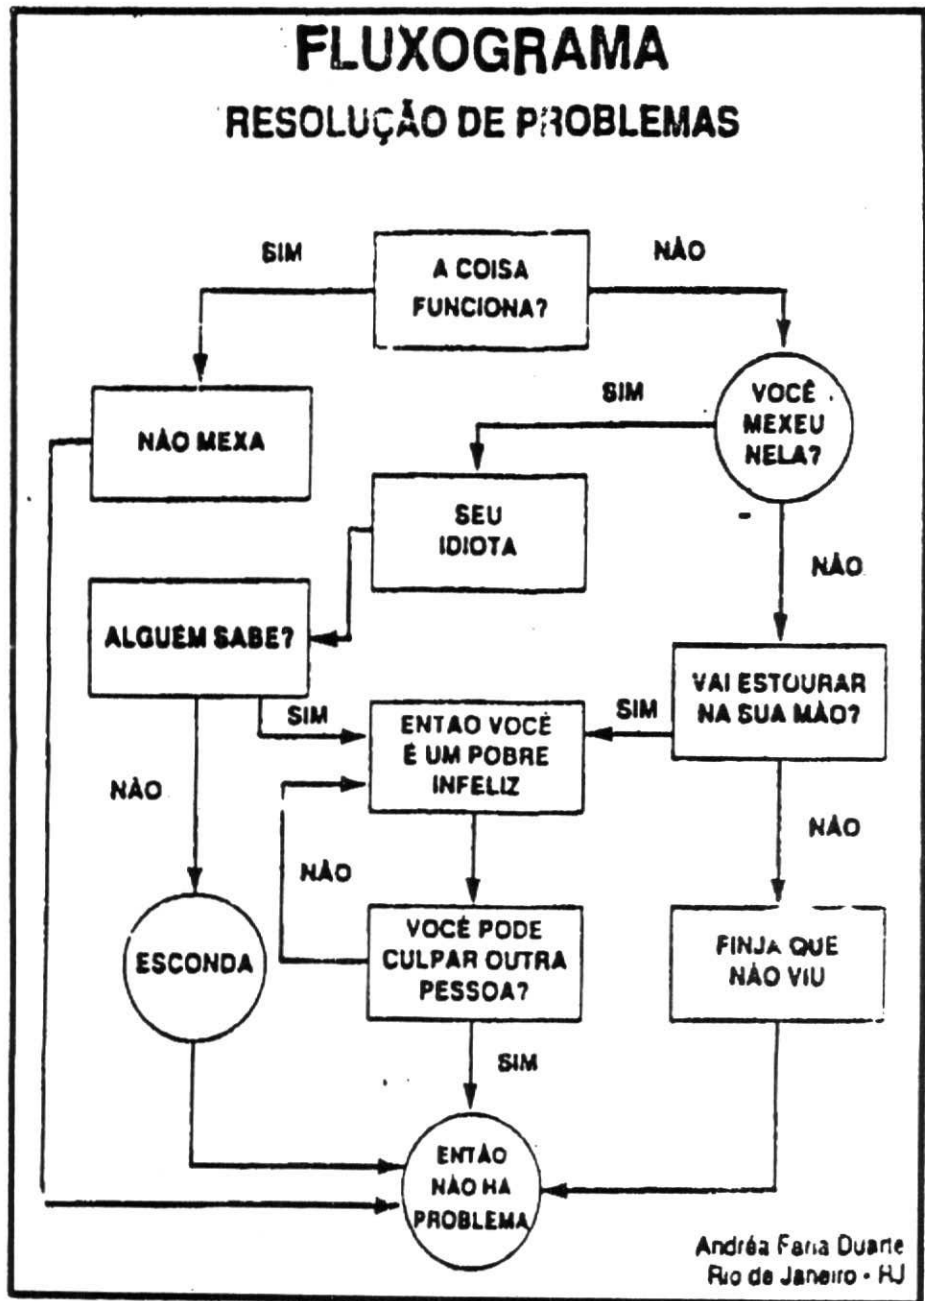 FLUXOGRAMA
RESOLUÇÃO DE PROBLEMAS
SIM
A COISA
FUNCIONA?
NÃO
NÃO MEXA
SIM
VOCÊ
MEXEU
NELA?
SEU
IDIOTA
NÃO
ALGUÉM SABE?
SIM
ENTAO VOCÊ
É UM POBRE
INFELIZ
SIM
VAI ESTOURAR
NA SUA MÃO?
NÃO
NÃO
NÃO
ESCONDA
VOCÊ PODE
CULPAR OUTRA
PESSOA?
FINJA QUE
NÃO VIU
SIM
ENTÃO
NÃO HA
PROBLEMA
Andréa Faria Duarte
Rio de Janeiro - RJ